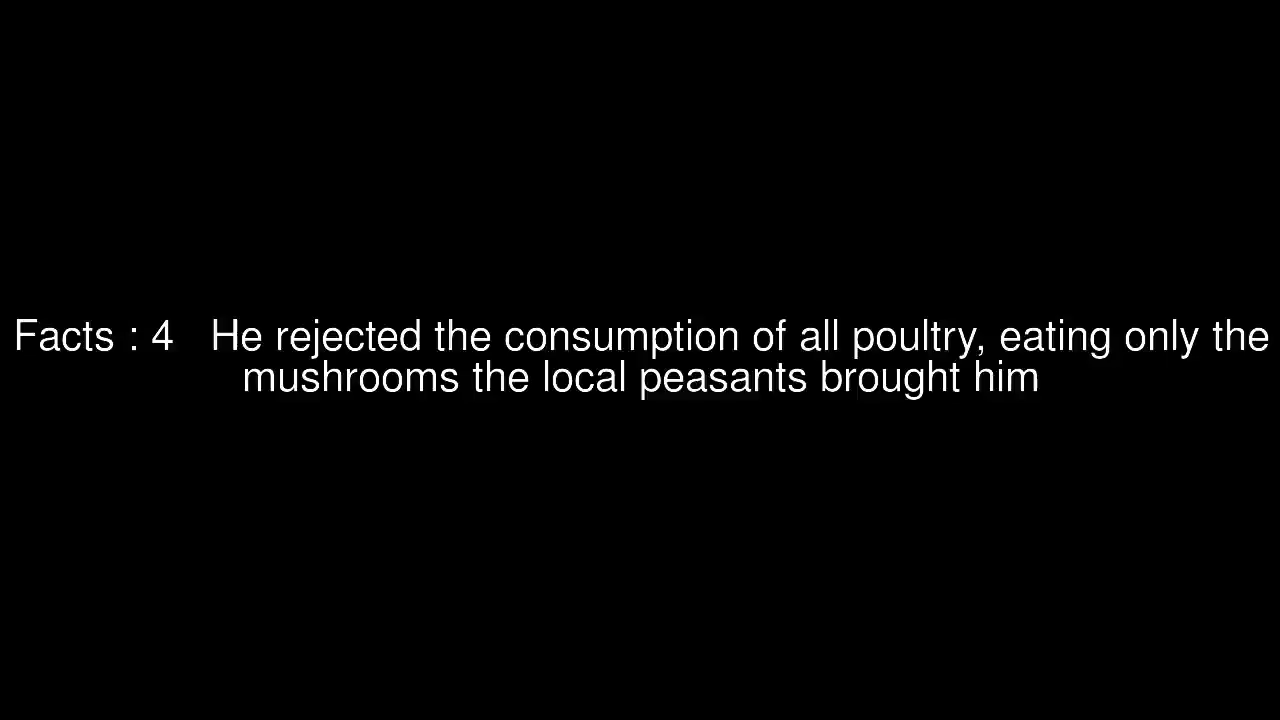 Facts : 4 He rejected the consumption of all poultry, eating only the
mushrooms the local peasants brought him